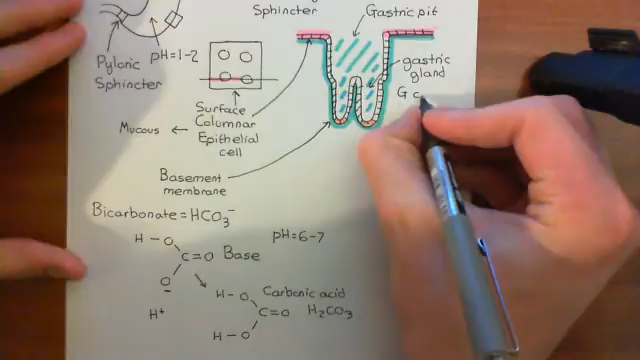 Sphincter
Gastric pit
Pyloric
Sphincter
pH=1-2
gastric
gland
G c
Surface
Columnar
Epithelial
cell
Mucous
Basement
membrane
Bicarbonate = HCO3⁻
pH=6-7
H-O
C=O
O
Base
H+
Carbonic acid
H-O
C=O
H2CO3
H-O